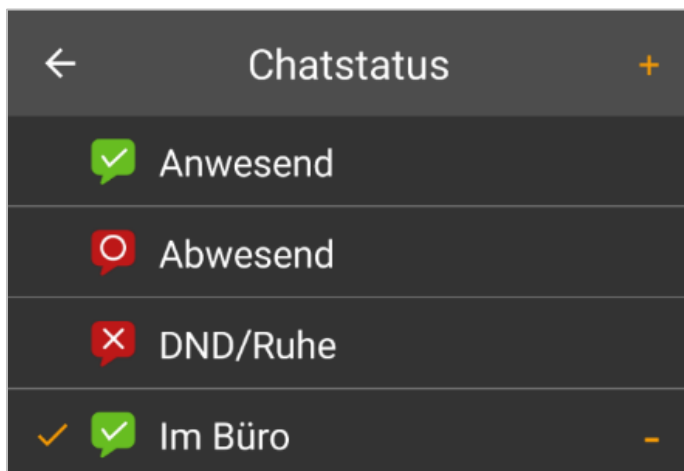 Chatstatus +
Anwesend
Abwesend
DND/Ruhe
Im Büro -